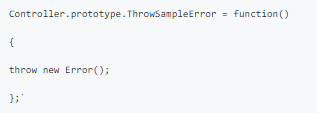 Controller.prototype.ThrowSampleError = function()
{
throw new Error();
};`